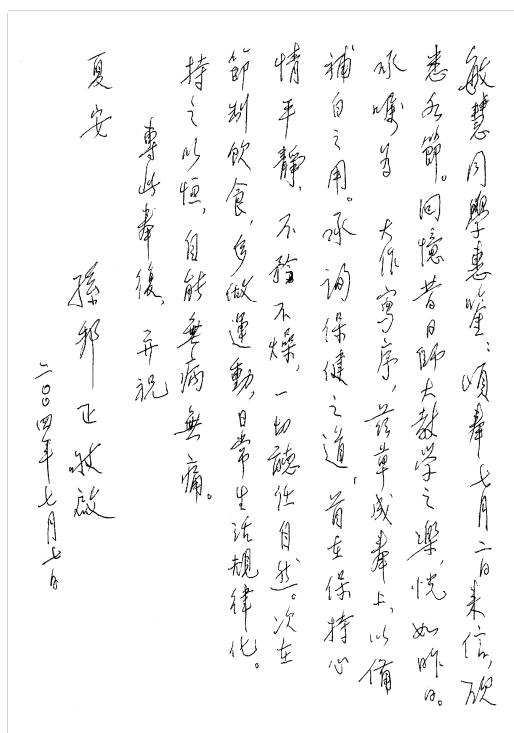 敏慧同學惠鑒：頃奉七月二日來信，欣
悉各節。回憶昔日師大教學之樂，恍如昨日。
承囑為 大作寫序，茲草成奉上，以備
補白之用。承詢保健之道，首在保持心
情平靜，不矜不燥，一切聽任自然。次在
節制飲食，多做運動，日常生活規律化。
持之以恒，自能無病無痛。
專此奉復，并祝
夏安
孫邦正敬啟
二〇〇四年七月七日